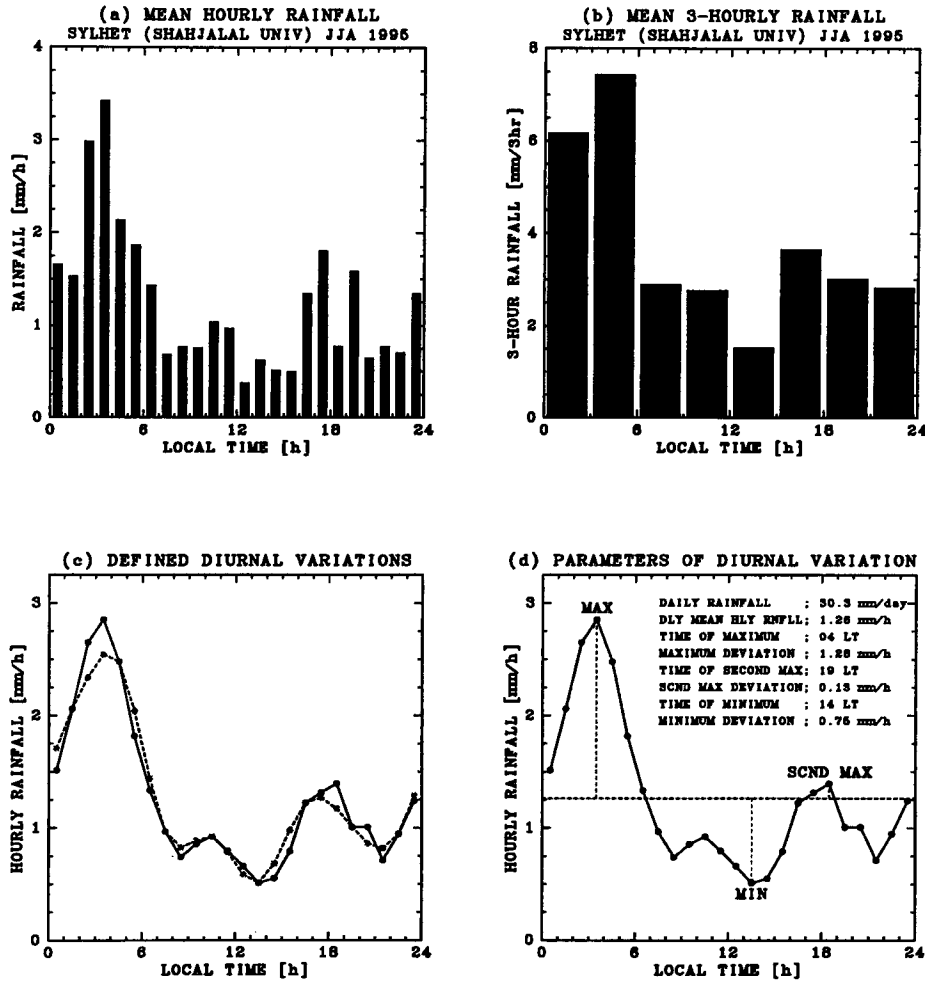 (a) MEAN HOURLY RAINFALL
SYLHET (SHAHJALAL UNIV) JJA 1995
RAINFALL [mm/h]
4
3
2
1
0
0 6 12 18 24
LOCAL TIME [h]
(b) MEAN 3-HOURLY RAINFALL
SYLHET (SHAHJALAL UNIV) JJA 1995
3-HOUR RAINFALL [mm/3hr]
8
6
4
2
0
0 6 12 18 24
LOCAL TIME [h]
(c) DEFINED DIURNAL VARIATIONS
HOURLY RAINFALL [mm/h]
3
2
1
0
0 6 12 18 24
LOCAL TIME [h]
(d) PARAMETERS OF DIURNAL VARIATION
HOURLY RAINFALL [mm/h]
3
2
1
0
MAX
DAILY RAINFALL ; 30.3 mm/day
DLY MEAN HLY RNFLL; 1.26 mm/h
TIME OF MAXIMUM ; 04 LT
MAXIMUM DEVIATION ; 1.28 mm/h
TIME OF SECOND MAX; 19 LT
SCND MAX DEVIATION; 0.13 mm/h
TIME OF MINIMUM ; 14 LT
MINIMUM DEVIATION ; 0.75 mm/h
SCND MAX
MIN
0 6 12 18 24
LOCAL TIME [h]